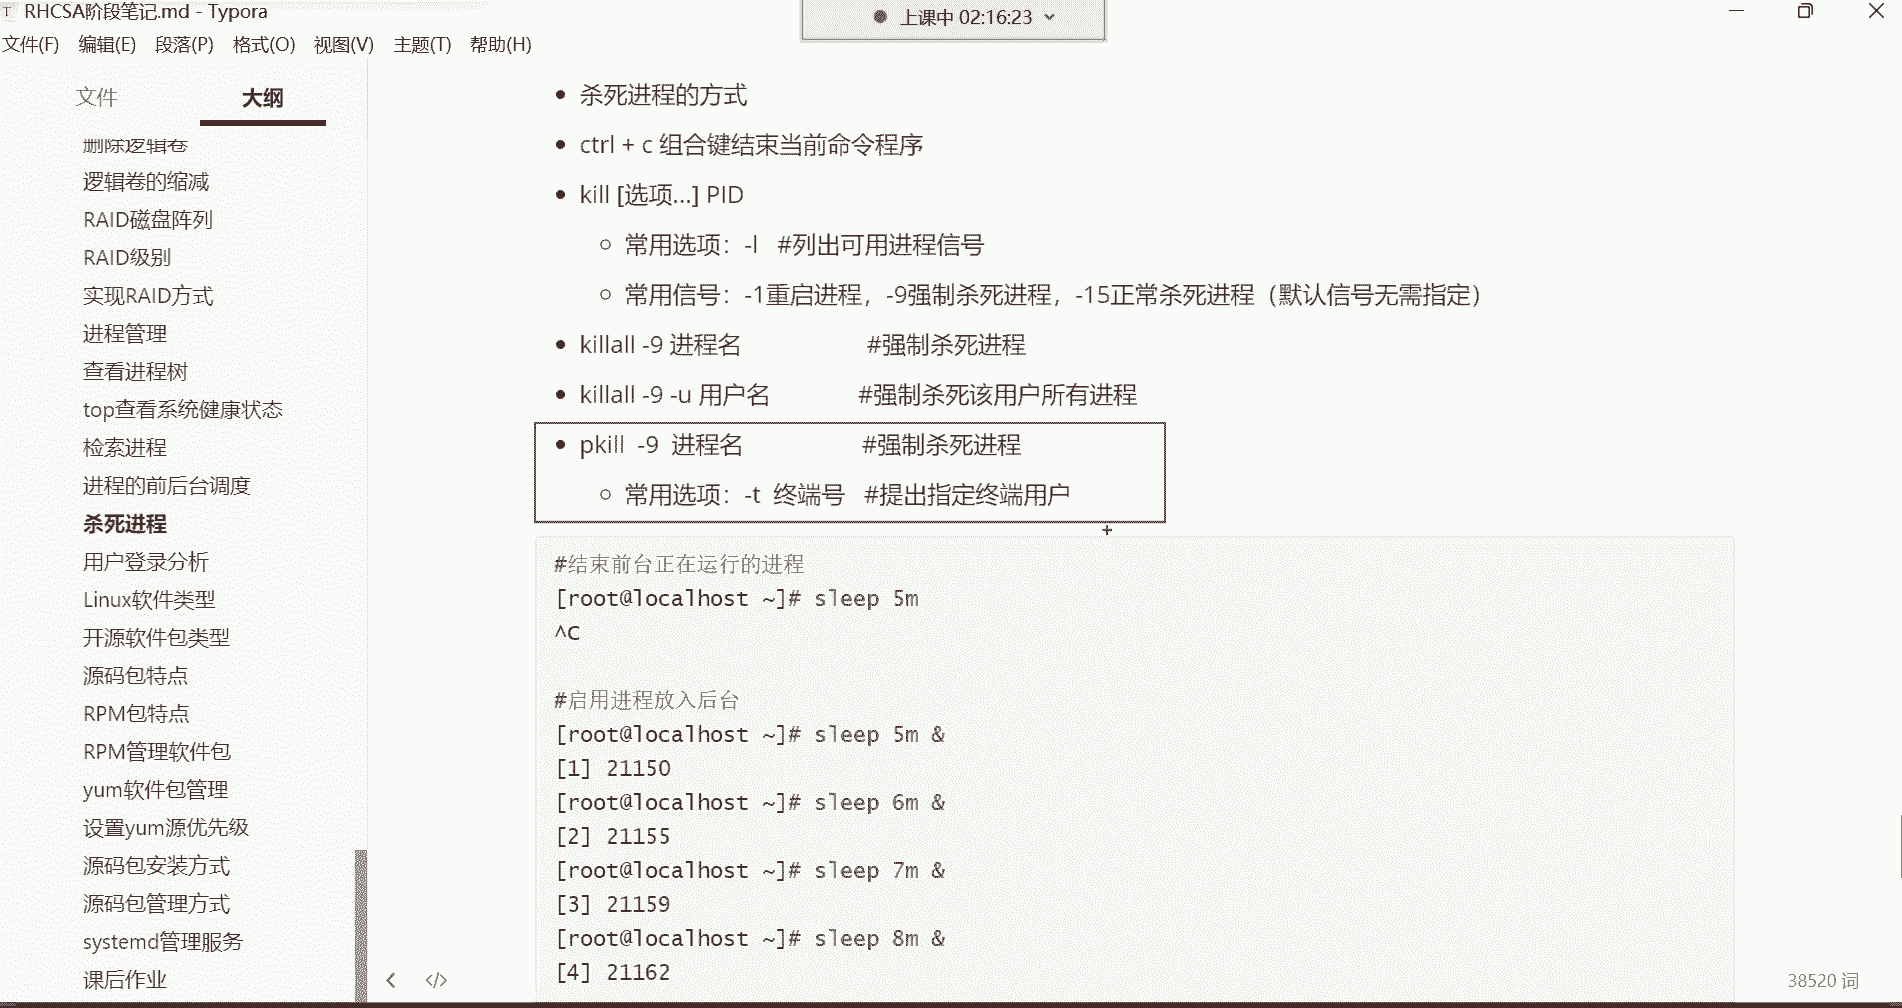 RHCSA阶段笔记.md - Typora
上课中 02:16:23
文件(F) 编辑(E) 段落(P) 格式(O) 视图(V) 主题(T) 帮助(H)
文件 大纲
删除逻辑卷
逻辑卷的缩减
RAID磁盘阵列
RAID级别
实现RAID方式
进程管理
查看进程树
top查看系统健康状态
检索进程
进程的前后台调度
杀死进程
用户登录分析
Linux软件类型
开源软件包类型
源码包特点
RPM包特点
RPM管理软件包
yum软件包管理
设置yum源优先级
源码包安装方式
源码包管理方式
systemd管理服务
课后作业
杀死进程的方式
ctrl + c 组合键结束当前命令程序
kill [选项...] PID
常用选项：-l #列出可用进程信号
常用信号：-1重启进程，-9强制杀死进程，-15正常杀死进程（默认信号无需指定）
killall -9 进程名 #强制杀死进程
killall -9 -u 用户名 #强制杀死该用户所有进程
pkill -9 进程名 #强制杀死进程
常用选项：-t 终端号 #提出指定终端用户
#结束前台正在运行的进程
[root@localhost ~]# sleep 5m
^C
#启用进程放入后台
[root@localhost ~]# sleep 5m &
[1] 21150
[root@localhost ~]# sleep 6m &
[2] 21155
[root@localhost ~]# sleep 7m &
[3] 21159
[root@localhost ~]# sleep 8m &
[4] 21162
38520 词